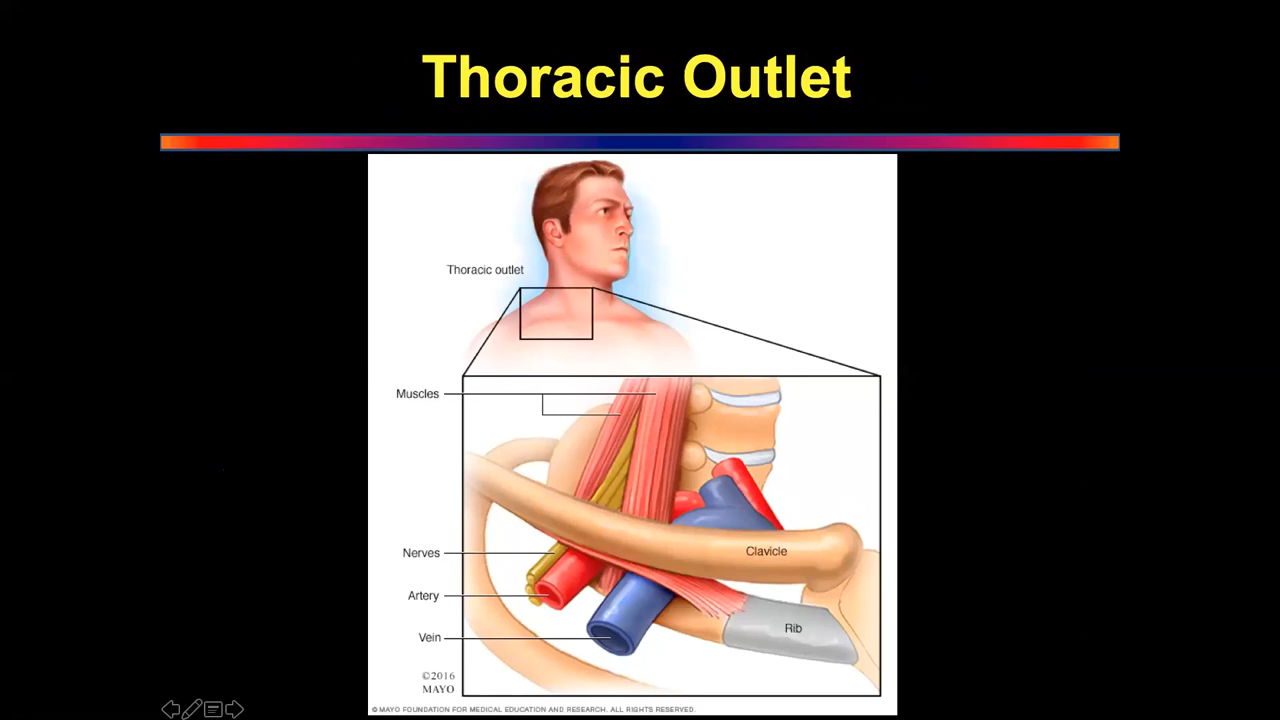 Thoracic Outlet
Thoracic outlet
Muscles
Nerves
Clavicle
Artery
Rib
Vein
©2016
MAYO
© MAYO FOUNDATION FOR MEDICAL EDUCATION AND RESEARCH. ALL RIGHTS RESERVED.